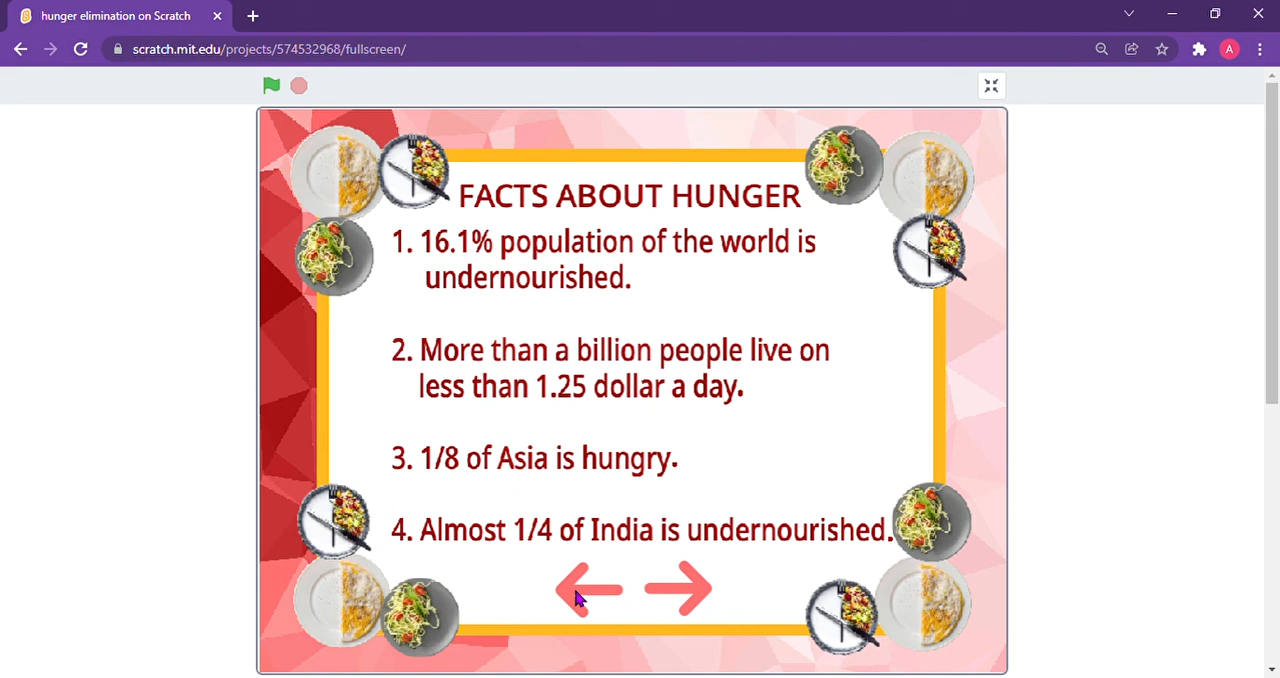 hunger elimination on Scratch
scratch.mit.edu/projects/574532968/fullscreen/
A
FACTS ABOUT HUNGER
1. 16.1% population of the world is
undernourished.
2. More than a billion people live on
less than 1.25 dollar a day.
3. 1/8 of Asia is hungry.
4. Almost 1/4 of India is undernourished.